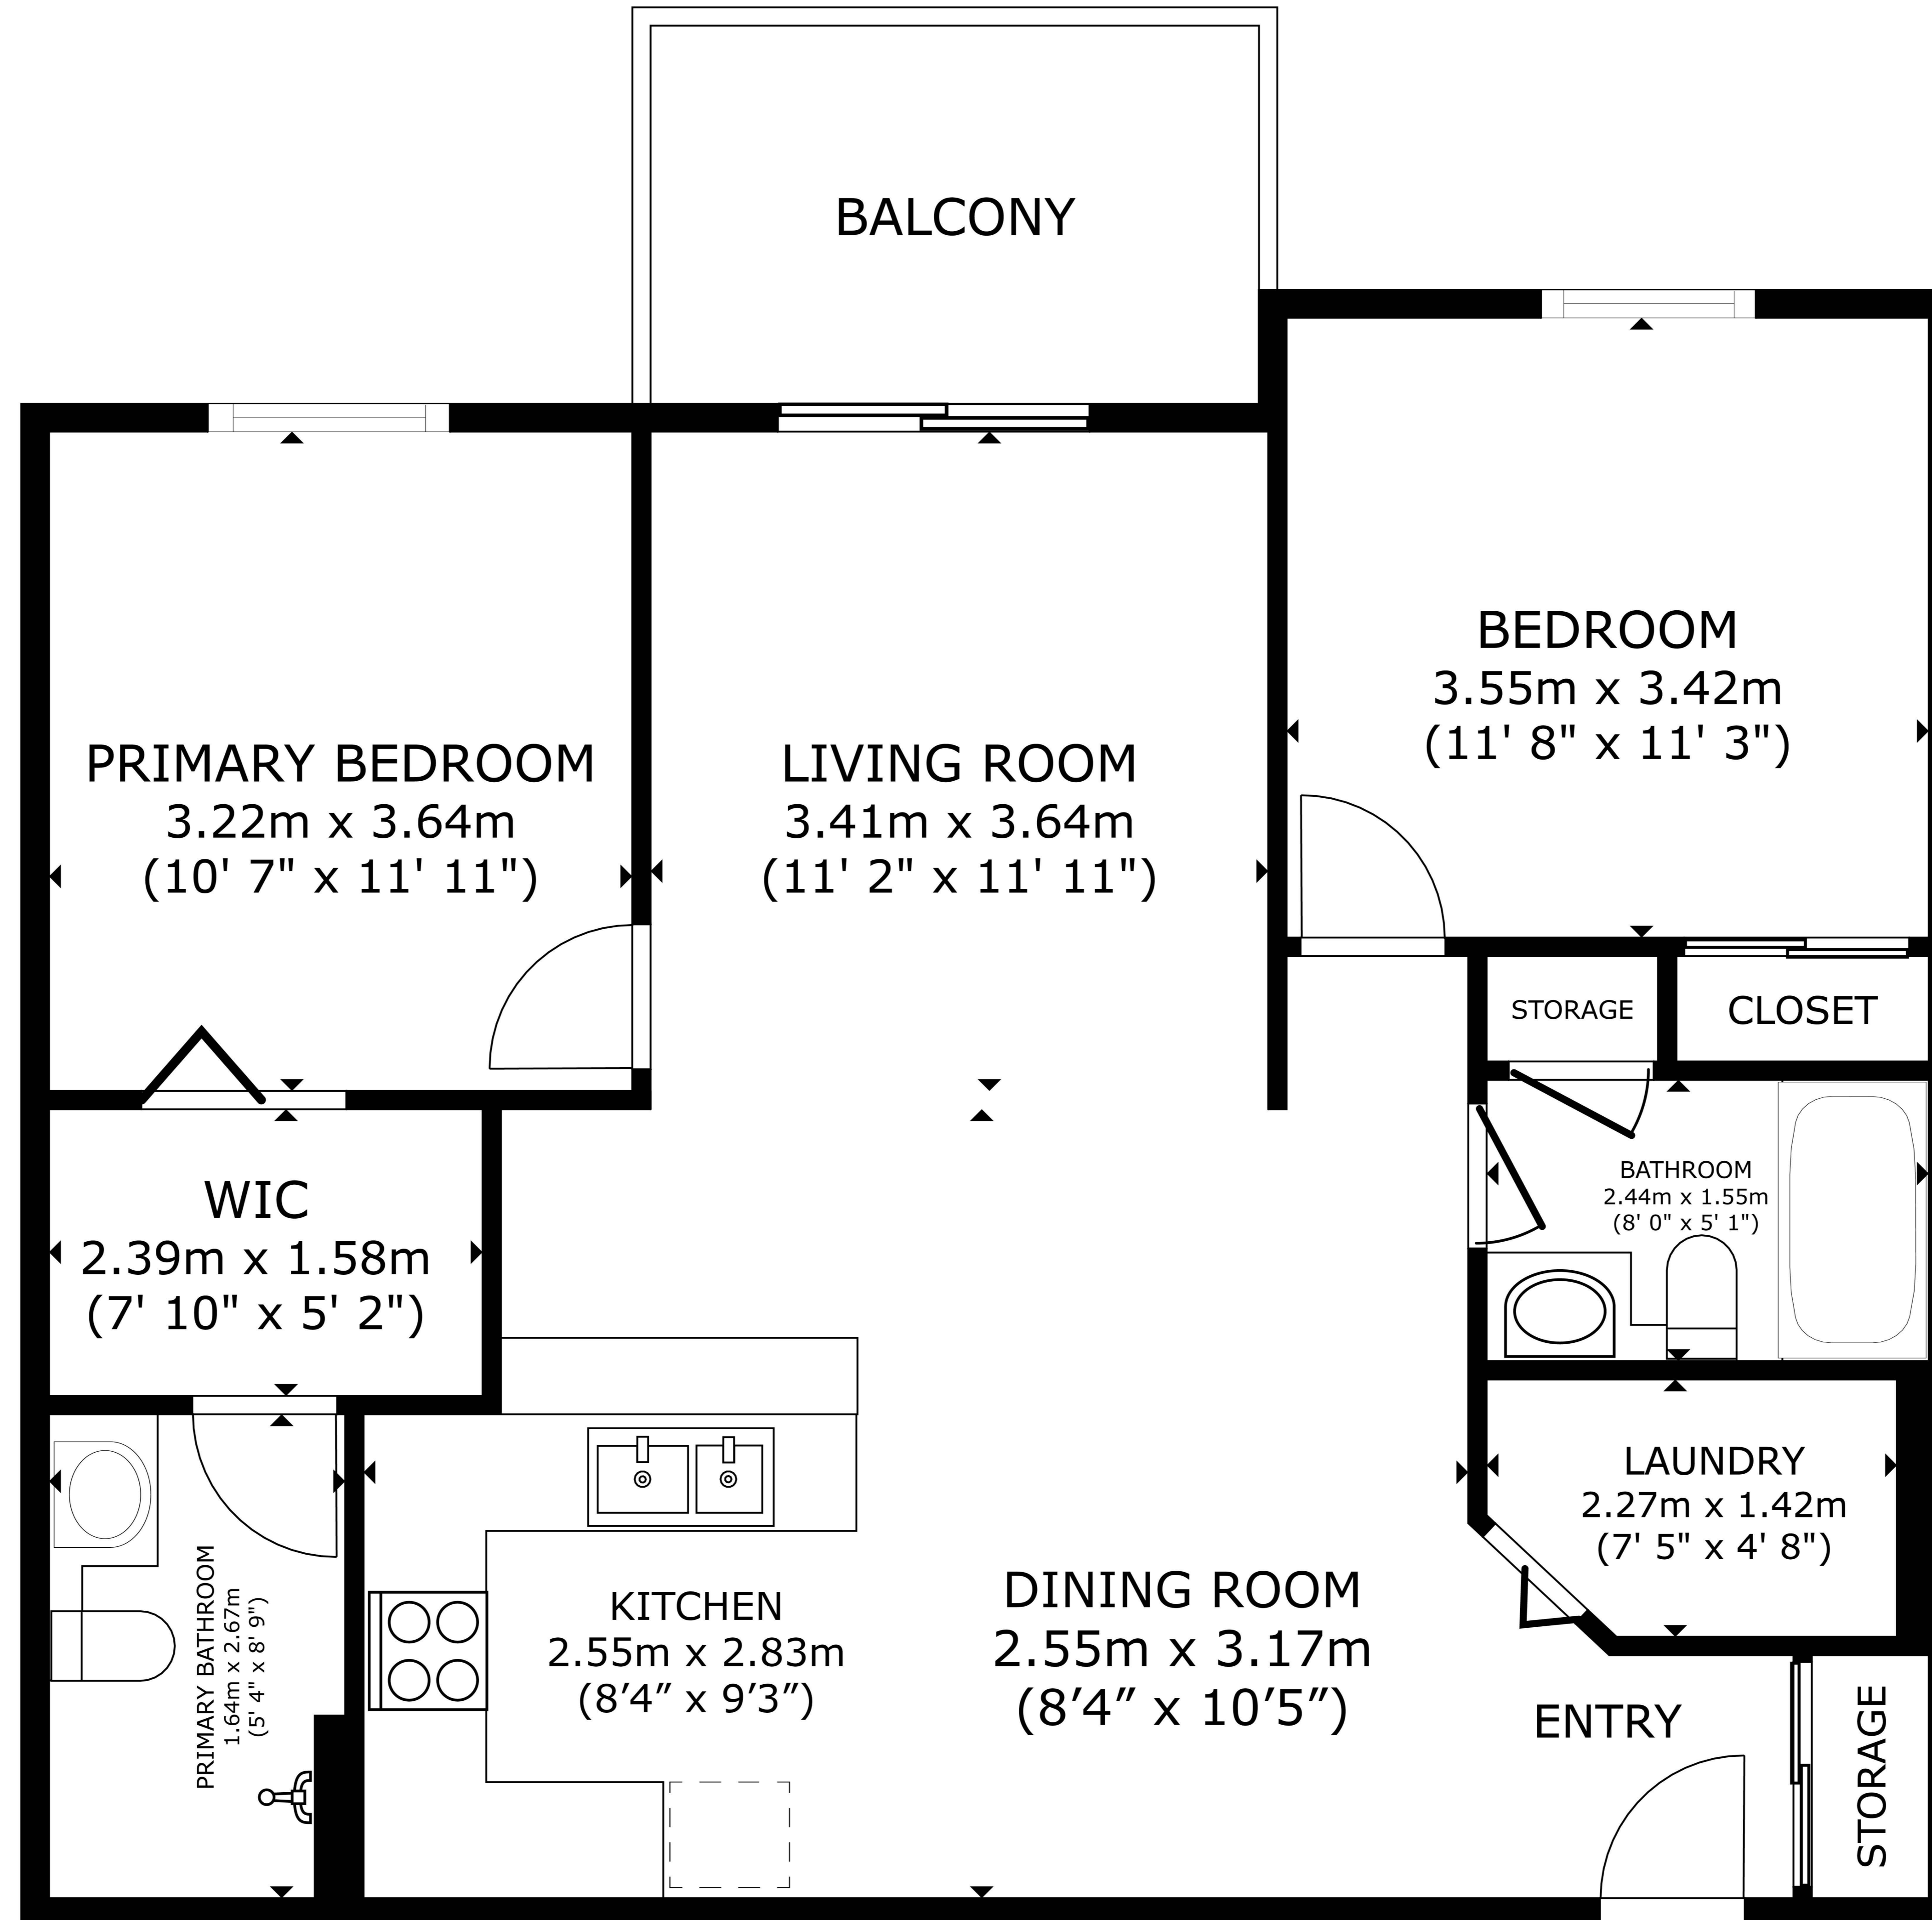 BALCONY
BEDROOM
3.55m x 3.42m
(11' 8" x 11' 3")
PRIMARY BEDROOM
3.22m x 3.64m
(10' 7" x 11' 11")
LIVING ROOM
3.41m x 3.64m
(11' 2" x 11' 11")
STORAGE
CLOSET
WIC
2.39m x 1.58m
(7' 10" x 5' 2")
BATHROOM
2.44m x 1.55m
(8' 0" x 5' 1")
LAUNDRY
2.27m x 1.42m
(7' 5" x 4' 8")
PRIMARY BATHROOM
1.64m x 2.67m
(5' 4" x 8' 9")
KITCHEN
2.55m x 2.83m
(8’4” x 9’3”)
DINING ROOM
2.55m x 3.17m
(8’4” x 10’5”)
ENTRY
STORAGE